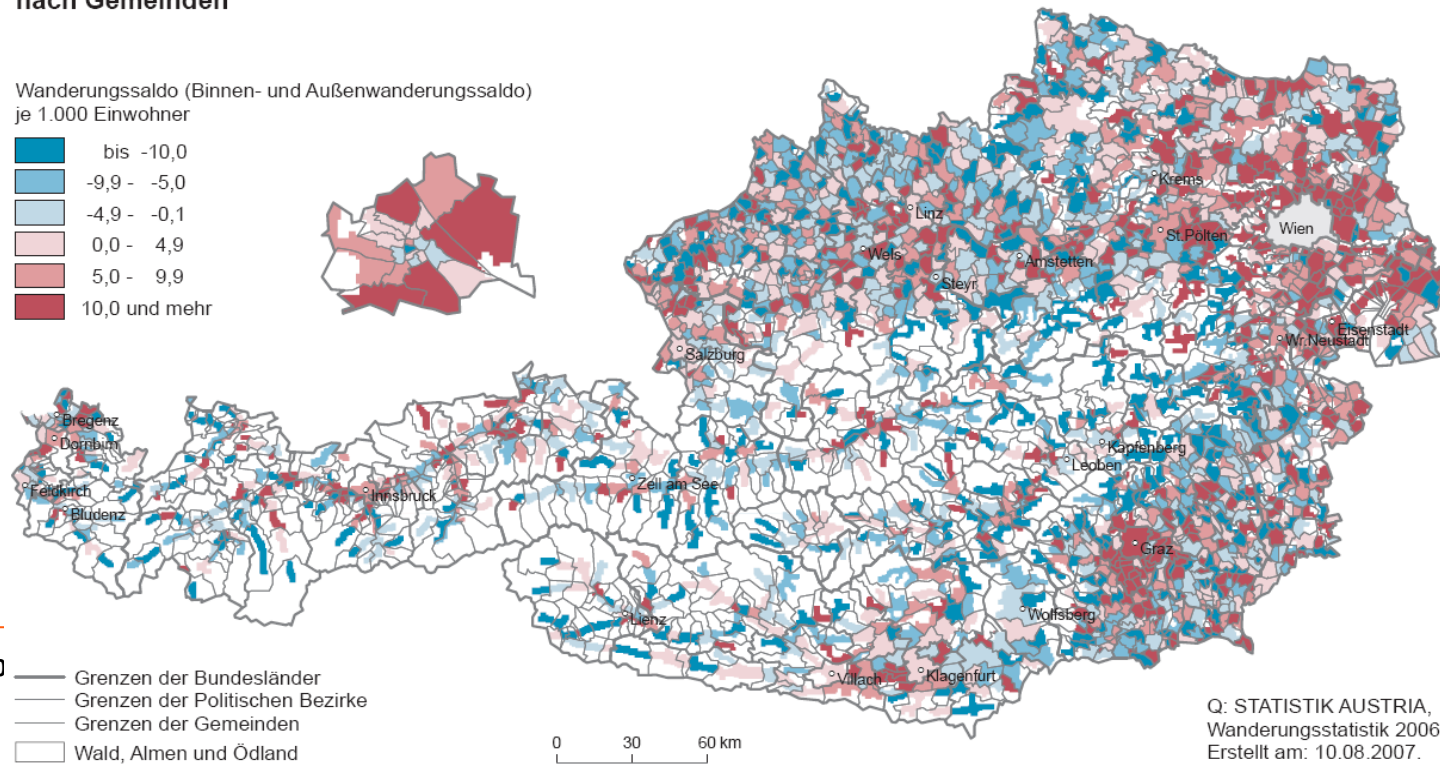 nach Gemeinden
Wanderungssaldo (Binnen- und Außenwanderungssaldo)
je 1.000 Einwohner
bis -10,0
-9,9 - -5,0
-4,9 - -0,1
0,0 - 4,9
5,0 - 9,9
10,0 und mehr
Krems
Linz
Wien
St.Pölten
Wels
Amstetten
Steyr
Eisenstadt
Wr.Neustadt
Salzburg
Bregenz
Dornbirn
Kapfenberg
Leoben
Zell am See
Feldkirch
Innsbruck
Bludenz
Graz
Wolfsberg
Lienz
Villach
Klagenfurt
Grenzen der Bundesländer
Grenzen der Politischen Bezirke
Grenzen der Gemeinden
Wald, Almen und Ödland
0 30 60 km
Q: STATISTIK AUSTRIA,
Wanderungsstatistik 2006
Erstellt am: 10.08.2007.